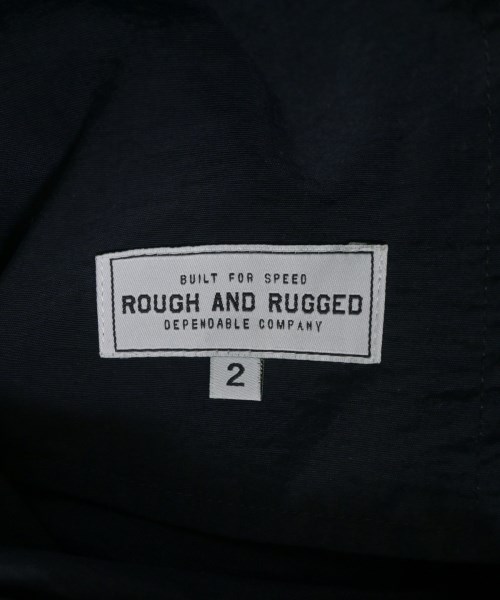 BUILT FOR SPEED
ROUGH AND RUGGED
DEPENDABLE COMPANY
2